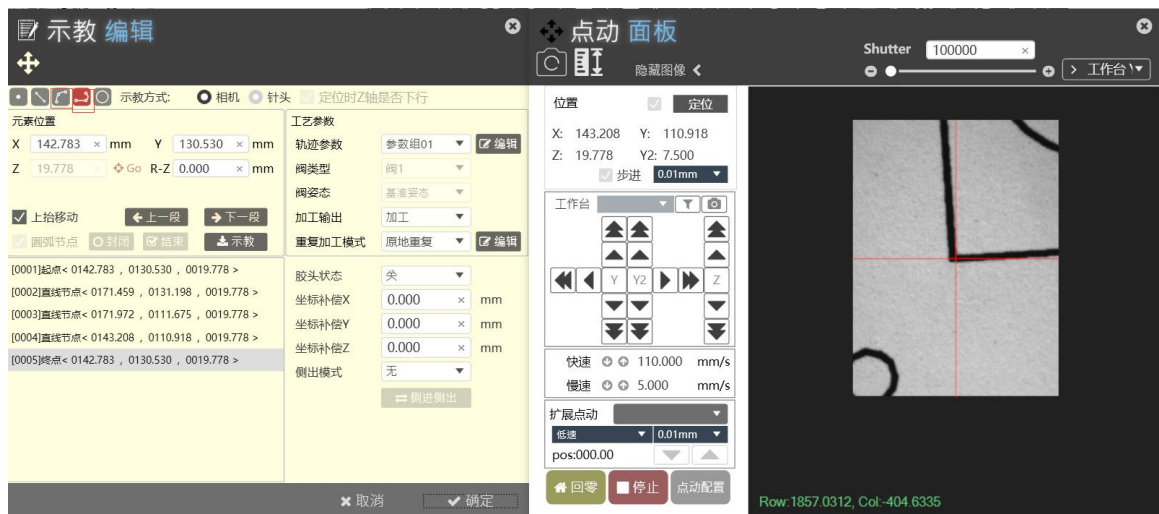 示教 编辑
示教方式: 相机 针头 定位时Z轴是否下行
元素位置
X 142.783 × mm Y 130.530 × mm
Z 19.778 × Go R-Z 0.000 × mm
上抬移动 上一段 下一段
圆弧节点 封闭 结束 示教
[0001]起点< 0142.783 , 0130.530 , 0019.778 >
[0002]直线节点< 0171.459 , 0131.198 , 0019.778 >
[0003]直线节点< 0171.972 , 0111.675 , 0019.778 >
[0004]直线节点< 0143.208 , 0110.918 , 0019.778 >
[0005]终点< 0142.783 , 0130.530 , 0019.778 >
工艺参数
轨迹参数 参数组01 编辑
阀类型 阀1
阀姿态 基准姿态
加工输出 加工
重复加工模式 原地重复 编辑
胶头状态 关
坐标补偿X 0.000 × mm
坐标补偿Y 0.000 × mm
坐标补偿Z 0.000 × mm
侧出模式 无
侧进侧出
取消 确定
点动 面板
隐藏图像
Shutter 100000 ×
工作台
位置 定位
X: 143.208 Y: 110.918
Z: 19.778 Y2: 7.500
步进 0.01mm
工作台
Y Y2 Z
快速 110.000 mm/s
慢速 5.000 mm/s
扩展点动
低速 0.01mm
pos:000.00
回零 停止 点动配置
Row:1857.0312, Col:-404.6335